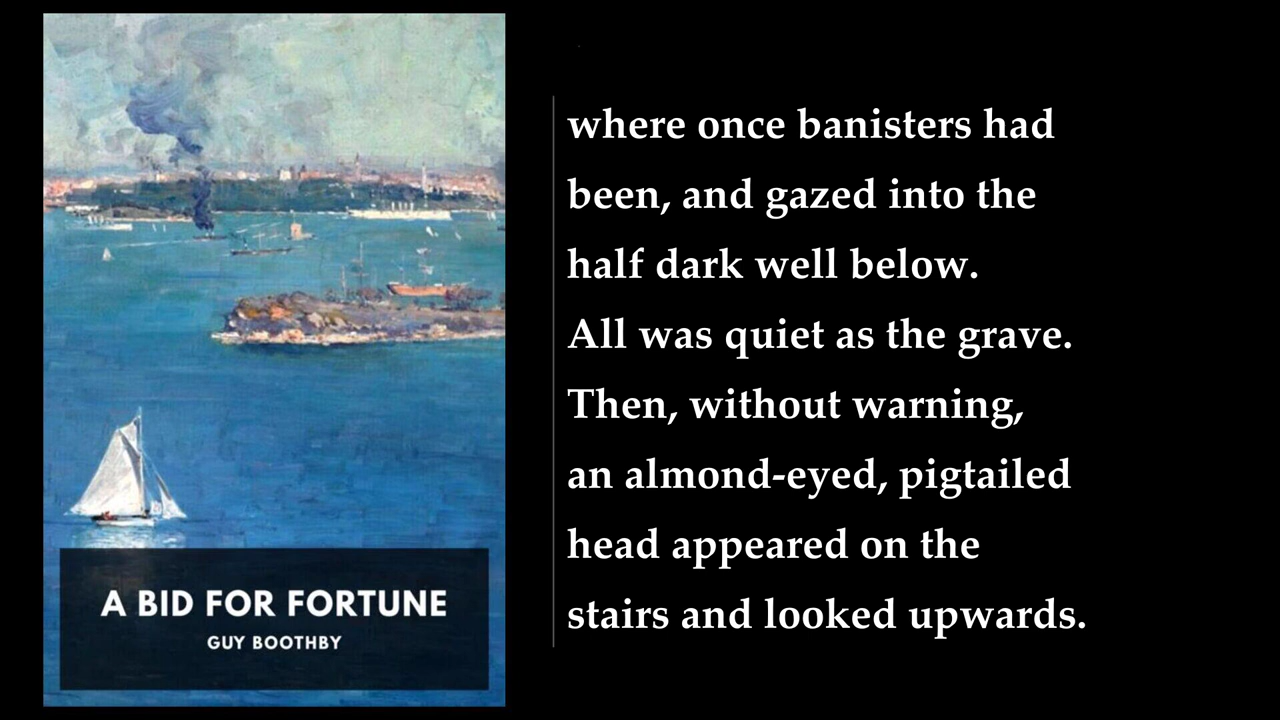 A BID FOR FORTUNE
GUY BOOTHBY
where once banisters had
been, and gazed into the
half dark well below.
All was quiet as the grave.
Then, without warning,
an almond-eyed, pigtailed
head appeared on the
stairs and looked upwards.